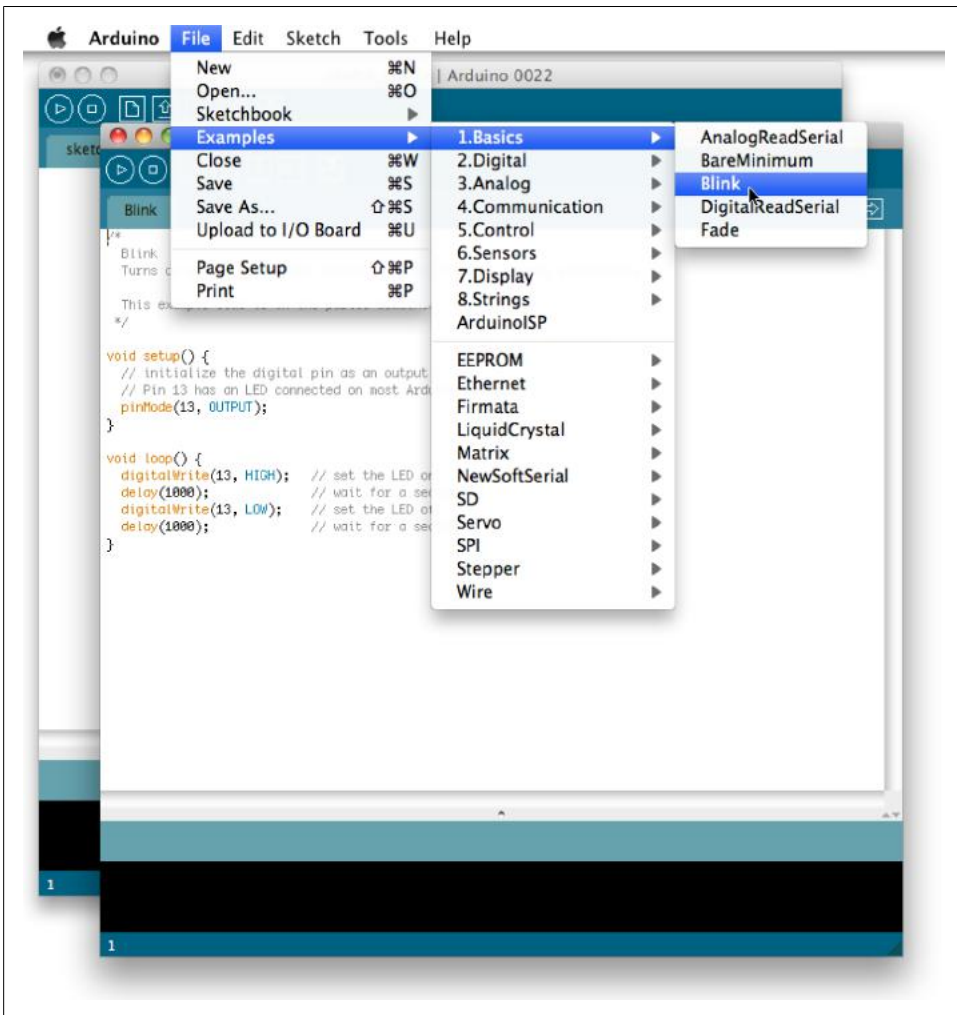 Arduino File Edit Sketch Tools Help
| Arduino 0022
New ⌘N
Open... ⌘O
Sketchbook
Examples
Close ⌘W
Save ⌘S
Save As... ⇧⌘S
Upload to I/O Board ⌘U
Page Setup ⇧⌘P
Print ⌘P
1.Basics
2.Digital
3.Analog
4.Communication
5.Control
6.Sensors
7.Display
8.Strings
ArduinoISP
EEPROM
Ethernet
Firmata
LiquidCrystal
Matrix
NewSoftSerial
SD
Servo
SPI
Stepper
Wire
AnalogReadSerial
BareMinimum
Blink
DigitalReadSerial
Fade
Blink
/*
Blink
Turns
This
*/
void setup() {
// initialize the digital pin as an output
// Pin 13 has an LED connected on most
pinMode(13, OUTPUT);
}
void loop() {
digitalWrite(13, HIGH); // set the LED
delay(1000); // wait for a
digitalWrite(13, LOW); // set the LED
delay(1000); // wait for a
}
1
1